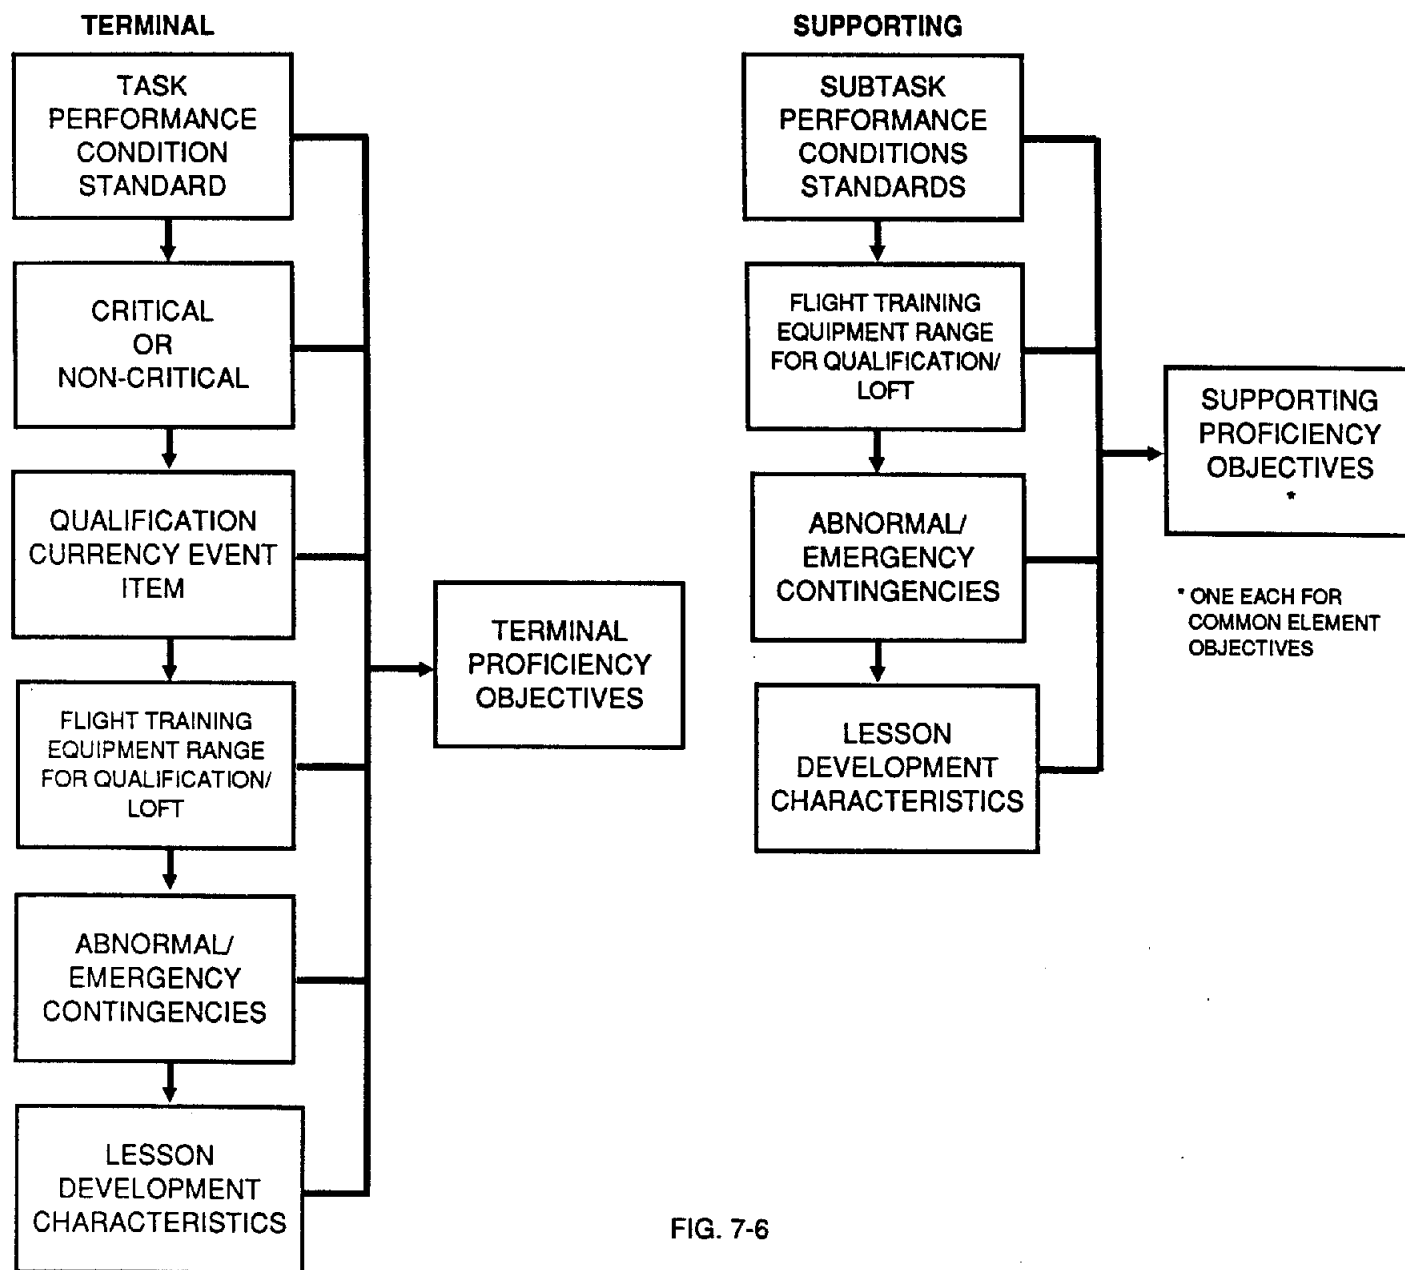 TERMINAL
TASK
PERFORMANCE
CONDITION
STANDARD
CRITICAL
OR
NON-CRITICAL
QUALIFICATION
CURRENCY EVENT
ITEM
FLIGHT TRAINING
EQUIPMENT RANGE
FOR QUALIFICATION/
LOFT
ABNORMAL/
EMERGENCY
CONTINGENCIES
LESSON
DEVELOPMENT
CHARACTERISTICS
TERMINAL
PROFICIENCY
OBJECTIVES
SUPPORTING
SUBTASK
PERFORMANCE
CONDITIONS
STANDARDS
FLIGHT TRAINING
EQUIPMENT RANGE
FOR QUALIFICATION/
LOFT
ABNORMAL/
EMERGENCY
CONTINGENCIES
LESSON
DEVELOPMENT
CHARACTERISTICS
SUPPORTING
PROFICIENCY
OBJECTIVES
*
* ONE EACH FOR
COMMON ELEMENT
OBJECTIVES
FIG. 7-6